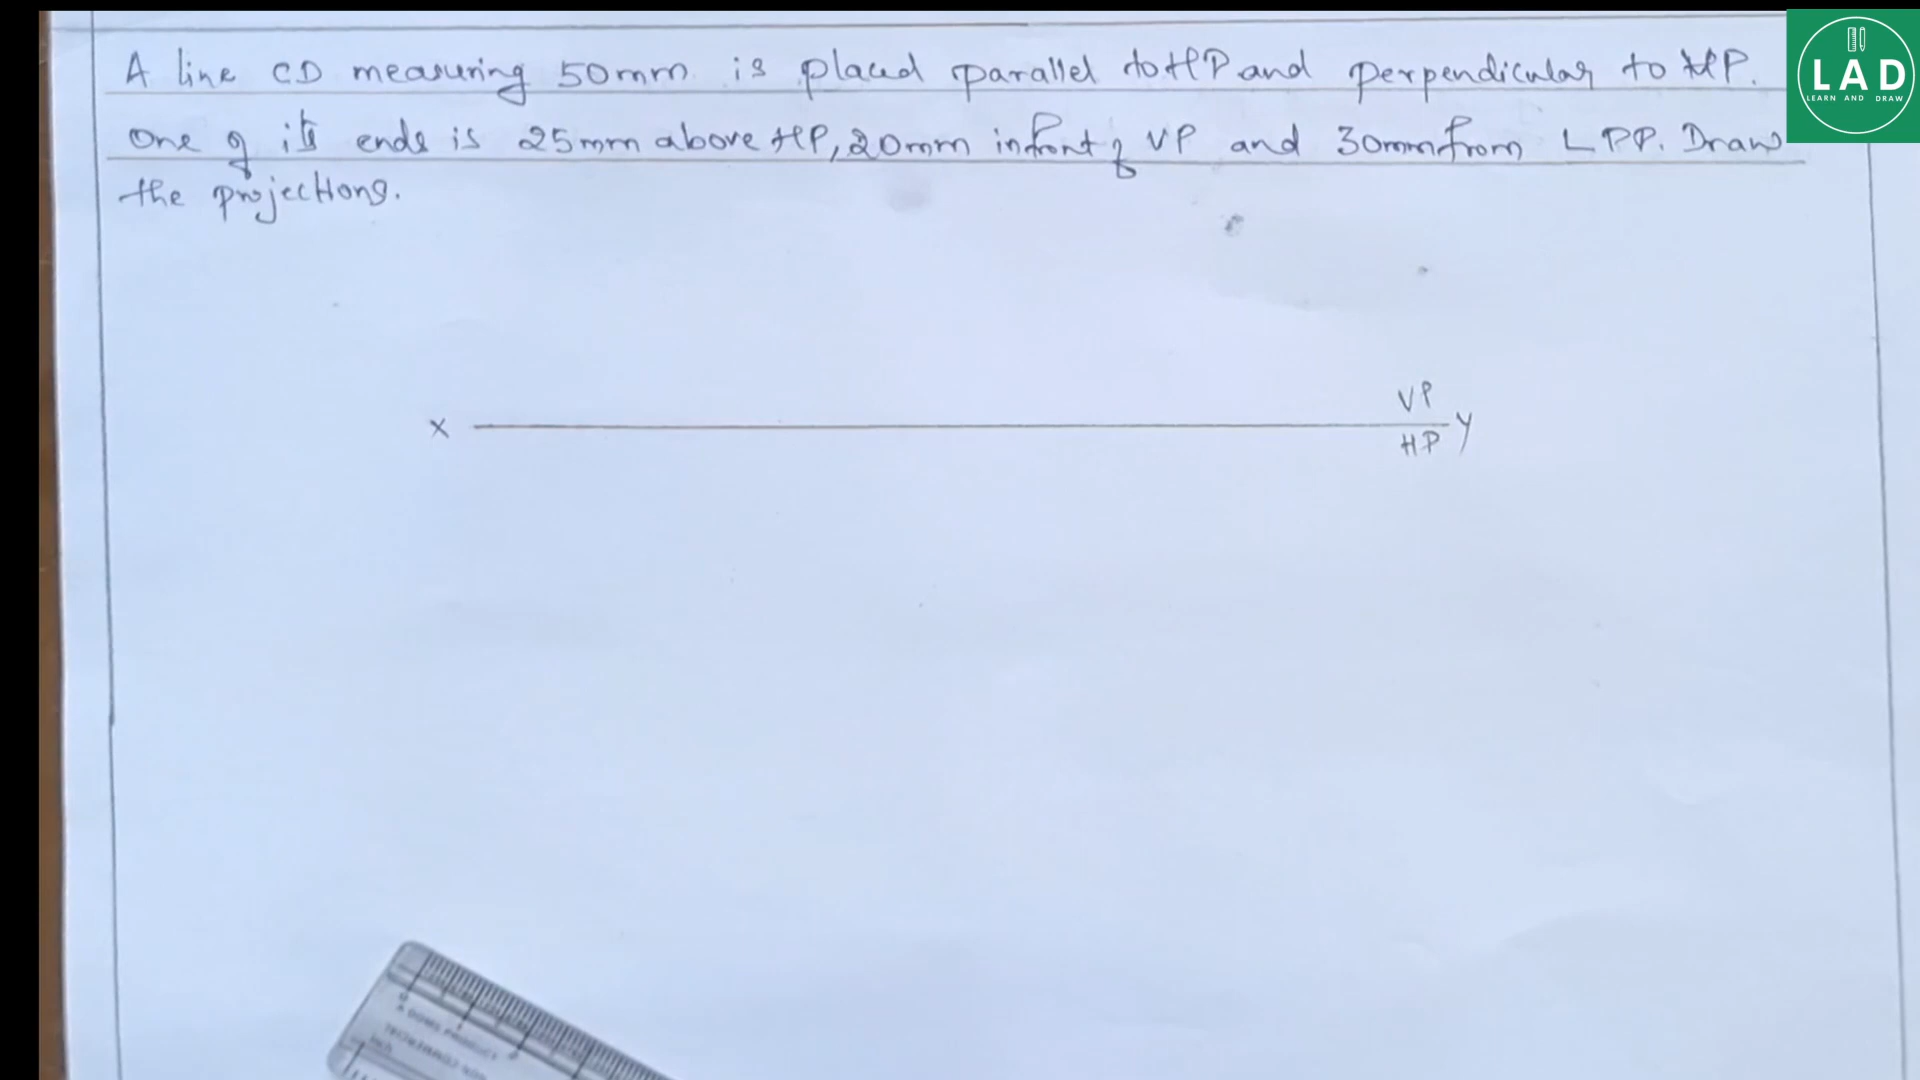 A line CD measuring 50mm is placed parallel to HP and perpendicular to HP.
One of its ends is 25mm above HP, 20mm infront of VP and 30mm from LPP. Draw
the projections.
LAD
LEARN AND DRAW
VP
X
Y
HP